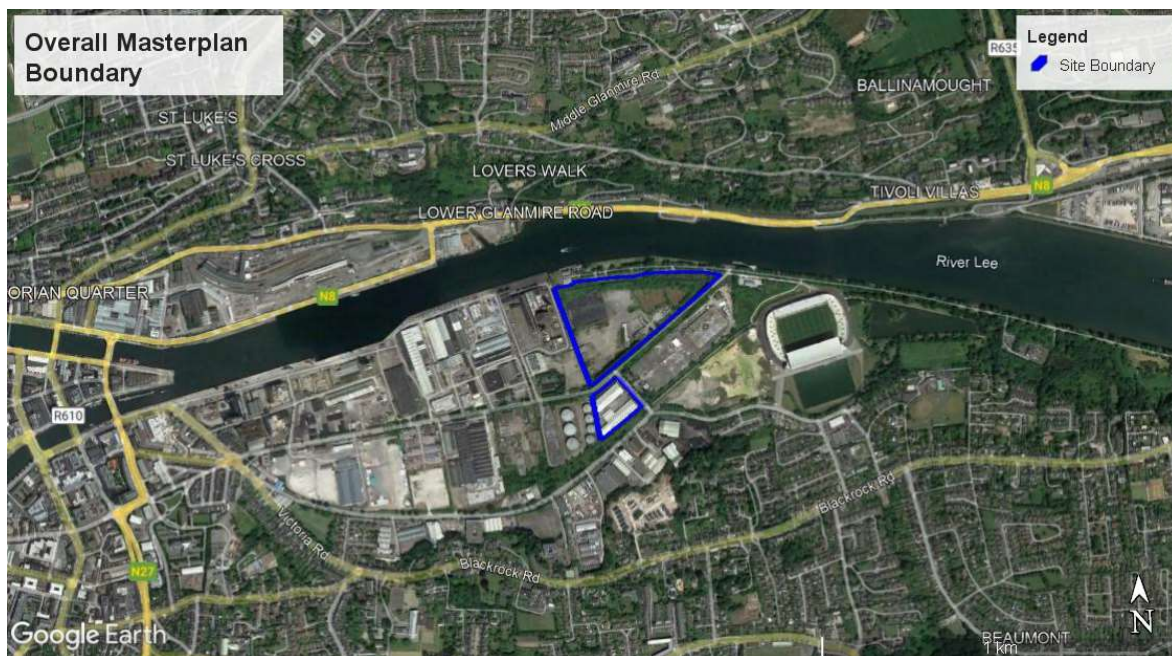 Overall Masterplan
Boundary
Legend
Site Boundary
R635
BALLINAMOUGHT
Middle Glanmire Rd
ST LUKE'S
ST LUKE'S CROSS
LOVERS WALK
TIVOLI VILLAS
N8
LOWER GLANMIRE ROAD
River Lee
ORIAN QUARTER
N8
R610
Victoria Rd
Blackrock Rd
Blackrock Rd
N27
N
Google Earth
BEAUMONT
1 km